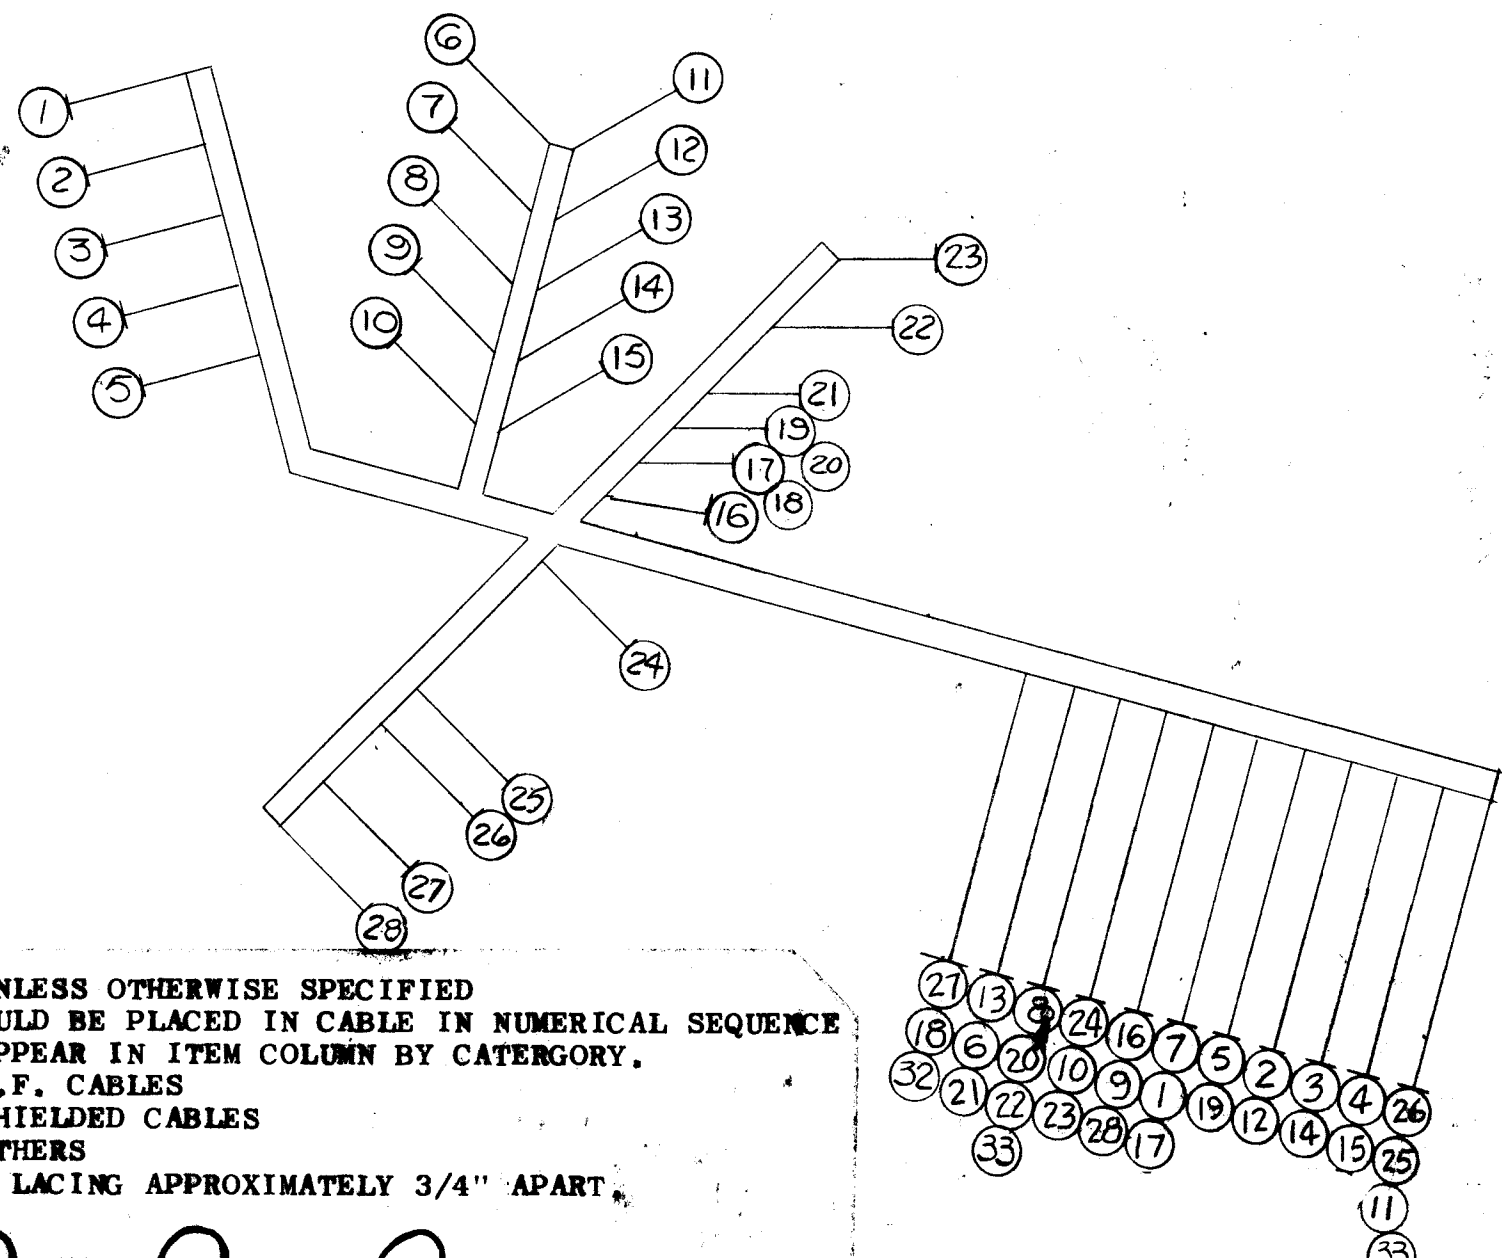 6
11
1
7
12
2
8
13
3
9
23
14
4
10
22
15
5
21
19
17
20
16
18
24
25
26
27
28
27 13 8 24 16 7 5 2 3 4 26
18 6 20 10 9 1 19 12 14 15 25
32 21 22 23 28 17 11
33 33
NLESS OTHERWISE SPECIFIED
ULD BE PLACED IN CABLE IN NUMERICAL SEQUENCE
PPEAR IN ITEM COLUMN BY CATERGORY.
.F. CABLES
HIELDED CABLES
THERS
LACING APPROXIMATELY 3/4" APART.